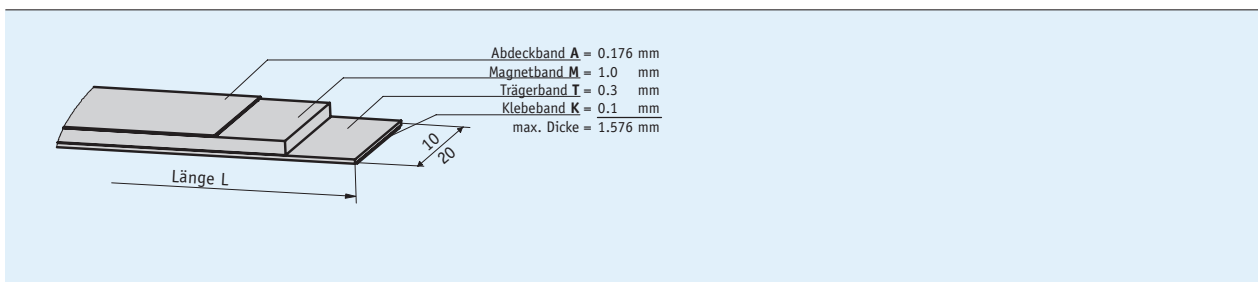 Abdeckband A = 0.176 mm
Magnetband M = 1.0 mm
Trägerband T = 0.3 mm
Klebeband K = 0.1 mm
max. Dicke = 1.576 mm
10
20
Länge L